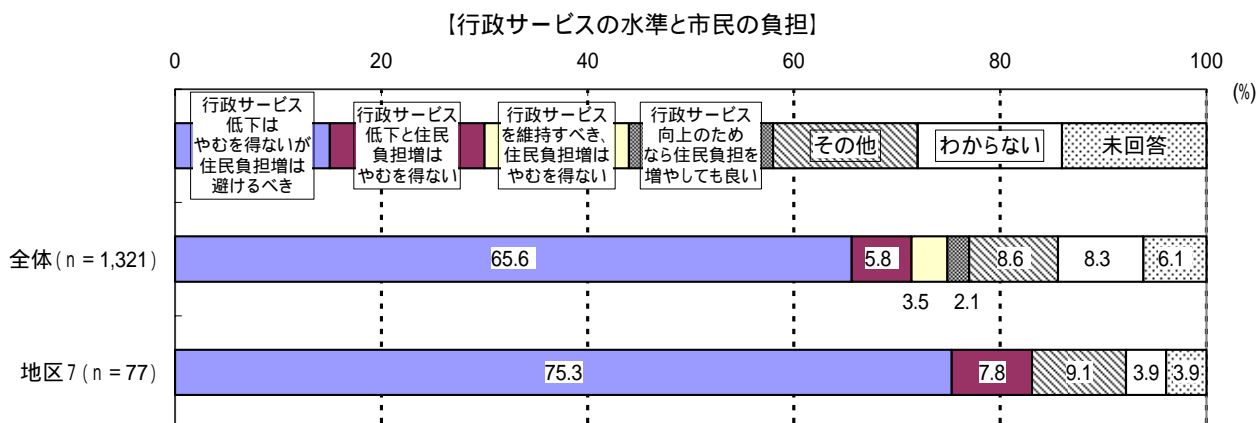 【行政サービスの水準と市民の負担】
0 20 40 60 80 100
(%)
行政サービス
低下は
やむを得ないが
住民負担増は
避けるべき
行政サービス
低下と住民
負担増は
やむを得ない
行政サービス
を維持すべき、
住民負担増は
やむを得ない
行政サービス
向上のため
なら住民負担を
増やしても良い
その他
わからない
未回答
全体(n=1,321)
65.6 5.8 8.6 8.3 6.1
3.5 2.1
地区7(n=77)
75.3 7.8 9.1 3.9 3.9